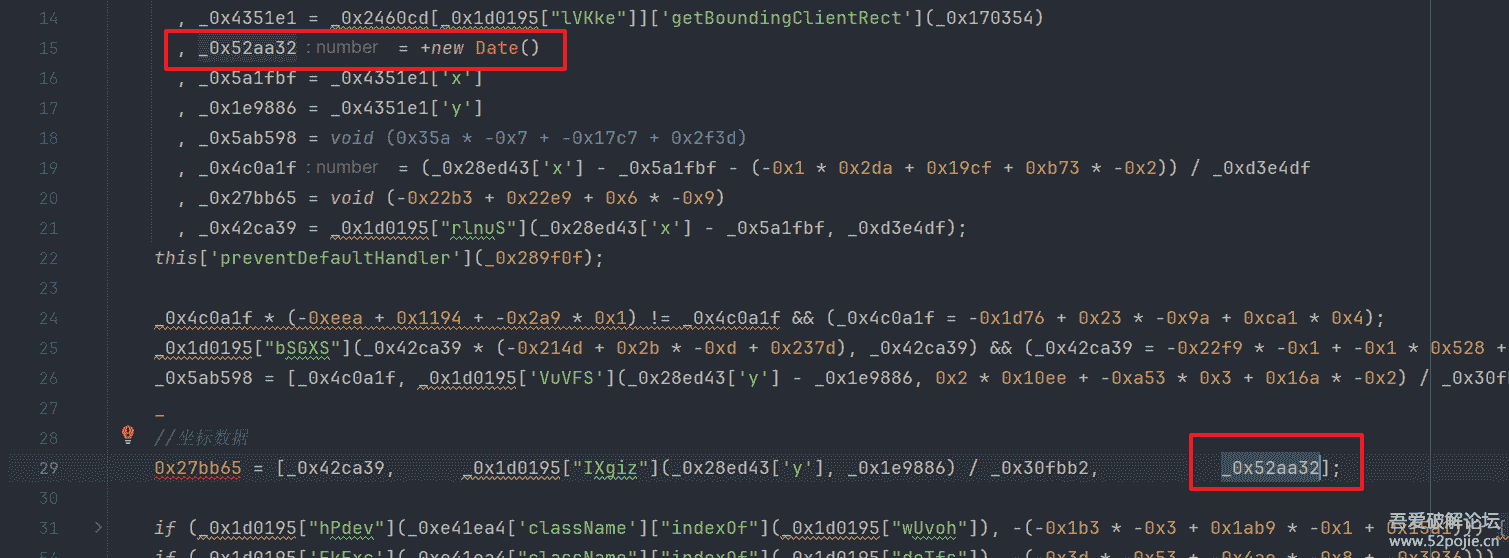 14 , _0x4351e1 = _0x2460cd[_0x1d0195["lVKke"]]['getBoundingClientRect'](_0x170354)
15 , _0x52aa32 : number = +new Date()
16 , _0x5a1fbf = _0x4351e1['x']
17 , _0x1e9886 = _0x4351e1['y']
18 , _0x5ab598 = void (0x35a * -0x7 + -0x17c7 + 0x2f3d)
19 , _0x4c0a1f : number = (_0x28ed43['x'] - _0x5a1fbf - (-0x1 * 0x2da + 0x19cf + 0xb73 * -0x2)) / _0xd3e4df
20 , _0x27bb65 = void (-0x22b3 + 0x22e9 + 0x6 * -0x9)
21 , _0x42ca39 = _0x1d0195["rlnuS"](_0x28ed43['x'] - _0x5a1fbf, _0xd3e4df);
22 this['preventDefaultHandler'](_0x289f0f);
23
24 _0x4c0a1f * (-0xeea + 0x1194 + -0x2a9 * 0x1) != _0x4c0a1f && (_0x4c0a1f = -0x1d76 + 0x23 * -0x9a + 0xca1 * 0x4);
25 _0x1d0195["bSGXS"](_0x42ca39 * (-0x214d + 0x2b * -0xd + 0x237d), _0x42ca39) && (_0x42ca39 = -0x22f9 * -0x1 + -0x1 * 0x528 +
26 _0x5ab598 = [_0x4c0a1f, _0x1d0195['VuVFS'](_0x28ed43['y'] - _0x1e9886, 0x2 * 0x10ee + -0xa53 * 0x3 + 0x16a * -0x2) / _0x30fb
27 _
28 //坐标数据
29 0x27bb65 = [_0x42ca39, _0x1d0195["IXqiz"](_0x28ed43['y'], _0x1e9886) / _0x30fbb2, _0x52aa32];
30
31 if (_0x1d0195["hPdev"](_0xe41ea4['className']["indexOf"](_0x1d0195["wUvoh"]), -(-0x1b3 * -0x3 + 0x1ab9 * -0x1 +
吾爱破解论坛
www.52pojie.cn